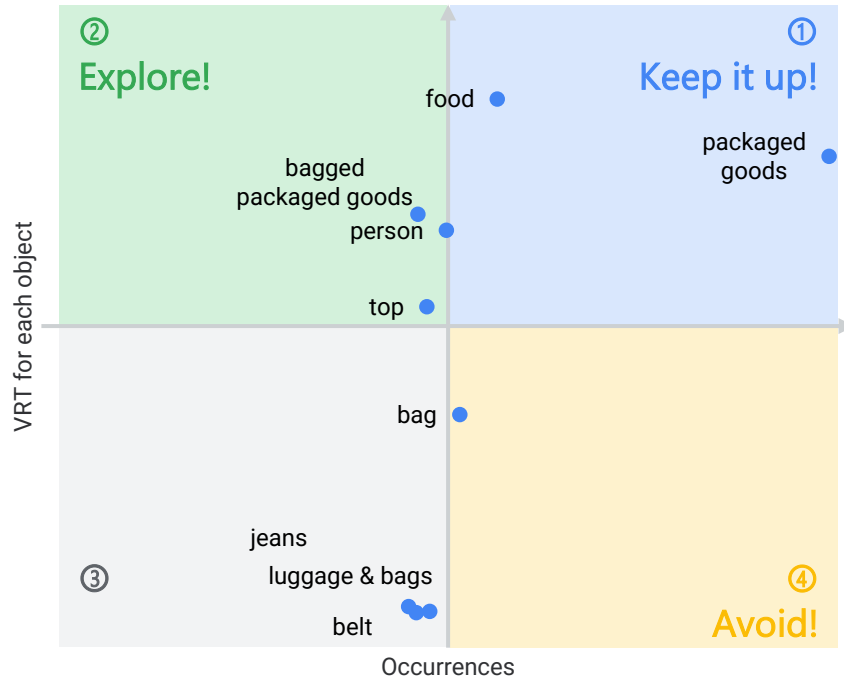 ②
Explore!
①
Keep it up!
food
packaged
goods
bagged
packaged goods
person
top
VRT for each object
bag
jeans
luggage & bags
belt
③
④
Avoid!
Occurrences